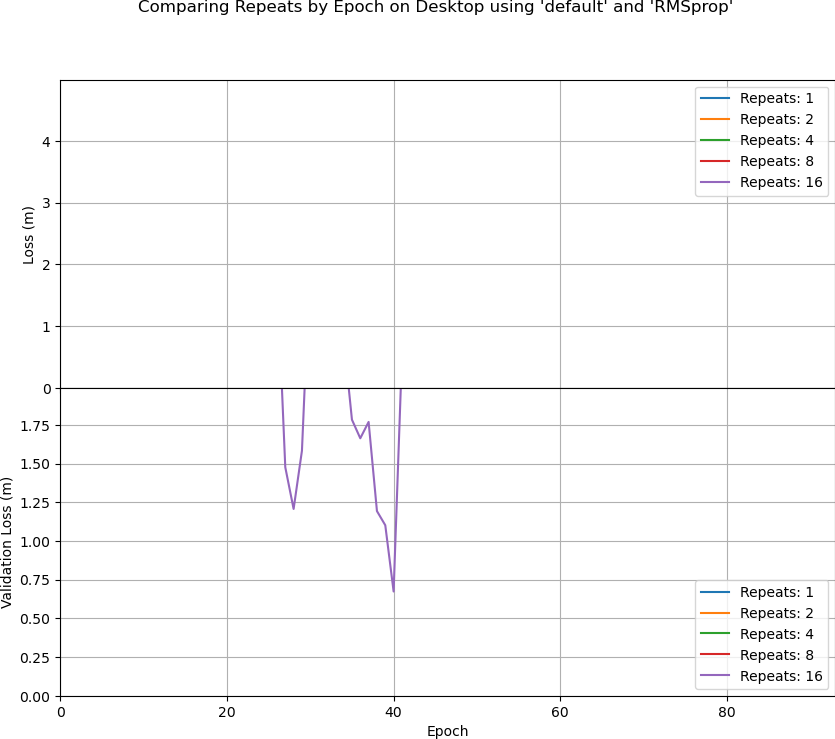 Comparing Repeats by Epoch on Desktop using 'default' and 'RMSprop'
Repeats: 1
Repeats: 2
Repeats: 4
Repeats: 8
Repeats: 16
4
3
2
1
0
Loss (m)
1.75
1.50
1.25
1.00
0.75
0.50
0.25
0.00
Validation Loss (m)
Repeats: 1
Repeats: 2
Repeats: 4
Repeats: 8
Repeats: 16
0 20 40 60 80
Epoch